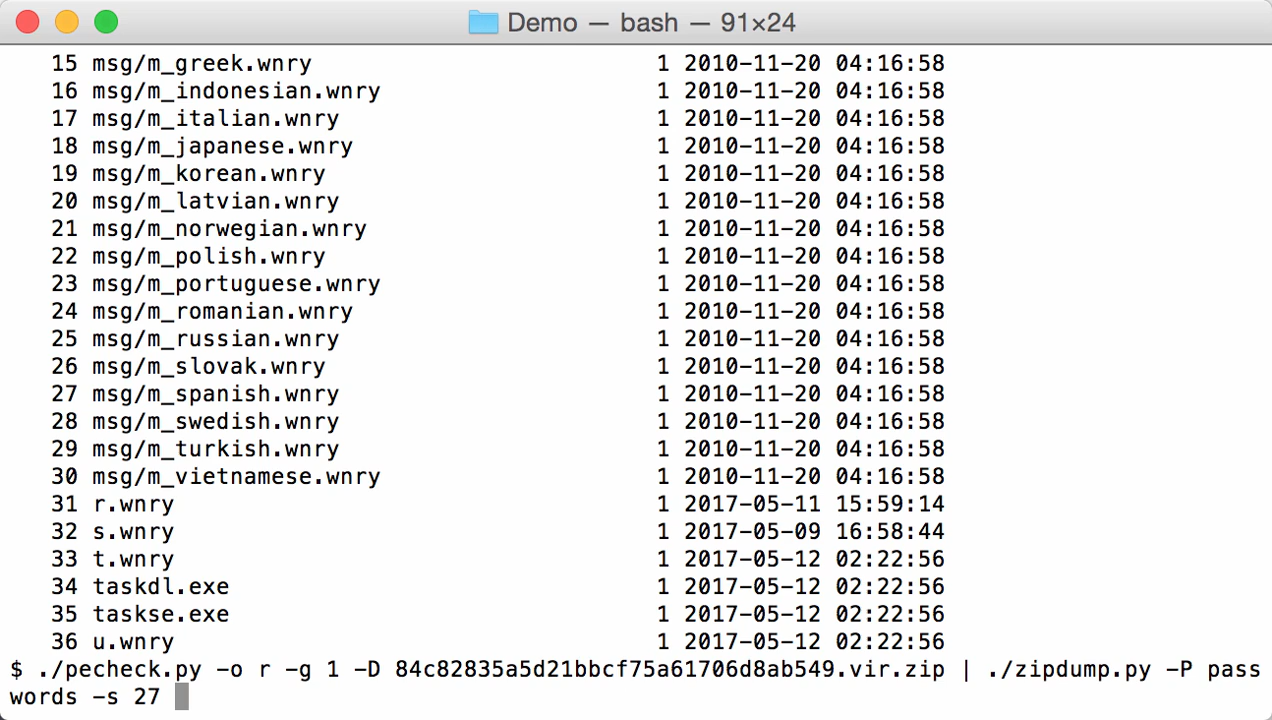 Demo — bash — 91×24
15 msg/m_greek.wnry 1 2010-11-20 04:16:58
16 msg/m_indonesian.wnry 1 2010-11-20 04:16:58
17 msg/m_italian.wnry 1 2010-11-20 04:16:58
18 msg/m_japanese.wnry 1 2010-11-20 04:16:58
19 msg/m_korean.wnry 1 2010-11-20 04:16:58
20 msg/m_latvian.wnry 1 2010-11-20 04:16:58
21 msg/m_norwegian.wnry 1 2010-11-20 04:16:58
22 msg/m_polish.wnry 1 2010-11-20 04:16:58
23 msg/m_portuguese.wnry 1 2010-11-20 04:16:58
24 msg/m_romanian.wnry 1 2010-11-20 04:16:58
25 msg/m_russian.wnry 1 2010-11-20 04:16:58
26 msg/m_slovak.wnry 1 2010-11-20 04:16:58
27 msg/m_spanish.wnry 1 2010-11-20 04:16:58
28 msg/m_swedish.wnry 1 2010-11-20 04:16:58
29 msg/m_turkish.wnry 1 2010-11-20 04:16:58
30 msg/m_vietnamese.wnry 1 2010-11-20 04:16:58
31 r.wnry 1 2017-05-11 15:59:14
32 s.wnry 1 2017-05-09 16:58:44
33 t.wnry 1 2017-05-12 02:22:56
34 taskdl.exe 1 2017-05-12 02:22:56
35 taskse.exe 1 2017-05-12 02:22:56
36 u.wnry 1 2017-05-12 02:22:56
$ ./pecheck.py -o r -g 1 -D 84c82835a5d21bbcf75a61706d8ab549.vir.zip | ./zipdump.py -P pass
words -s 27